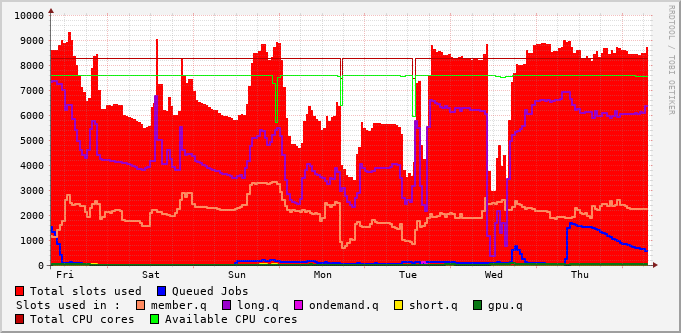 10000
9000
8000
7000
6000
5000
4000
3000
2000
1000
0
Fri Sat Sun Mon Tue Wed Thu
RRDTOOL / TOBI OETIKER
Total slots used Queued Jobs
Slots used in : member.q long.q ondemand.q short.q gpu.q
Total CPU cores Available CPU cores